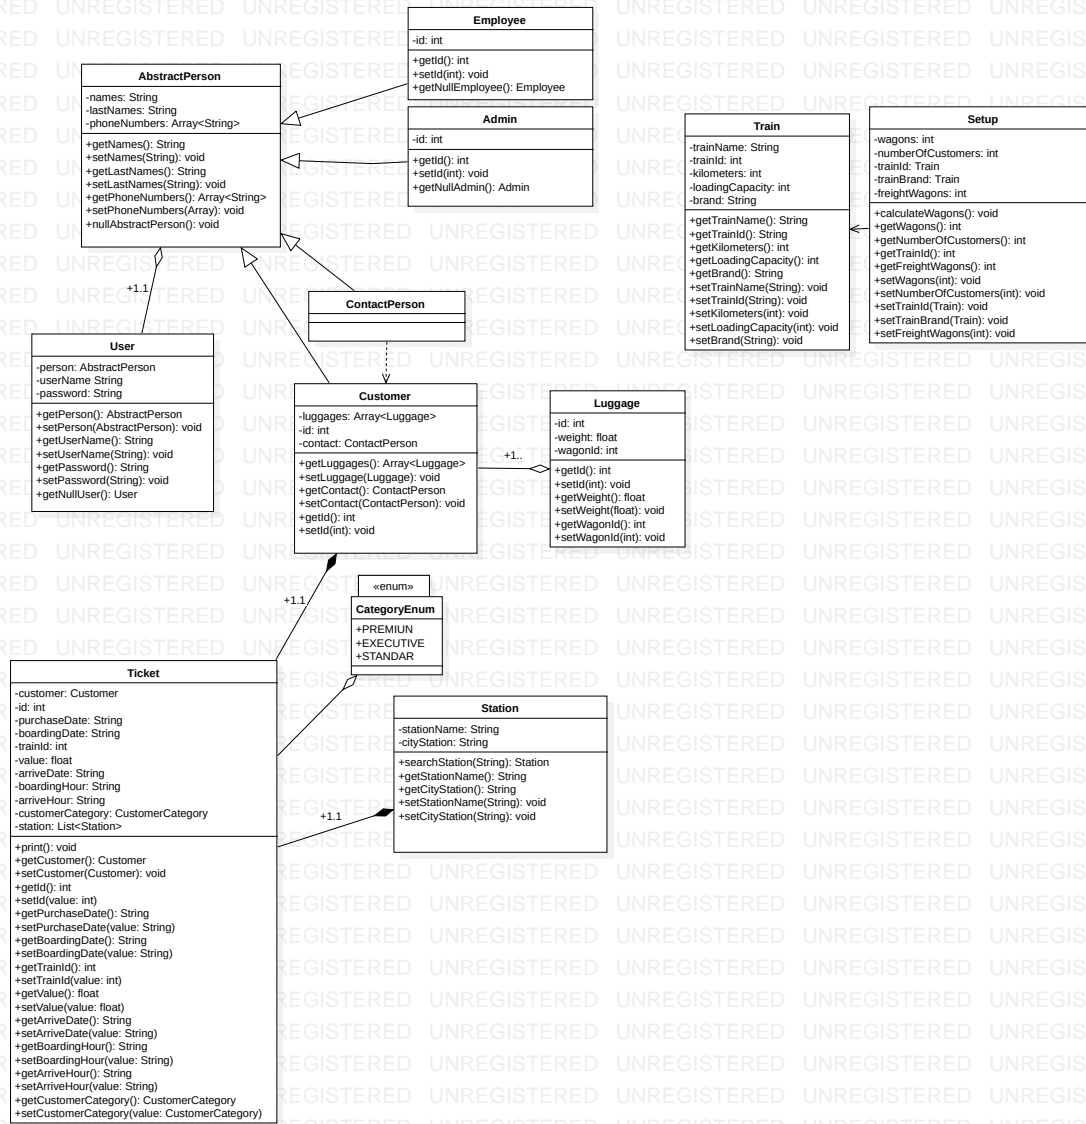 Employee
-id: int
+getId(): int
+setId(int): void
+getNullEmployee(): Employee
AbstractPerson
-names: String
-lastNames: String
-phoneNumbers: Array<String>
+getNames(): String
+setNames(String): void
+getLastNames(): String
+setLastNames(String): void
+getPhoneNumbers(): Array<String>
+setPhoneNumbers(Array): void
+nullAbstractPerson(): void
Admin
-id: int
+getId(): int
+setId(int): void
+getNullAdmin(): Admin
Train
-trainName: String
-trainId: int
-kilometers: int
-loadingCapacity: int
-brand: String
+getTrainName(): String
+getTrainId(): String
+getKilometers(): int
+getLoadingCapacity(): int
+getBrand(): String
+setTrainName(String): void
+setTrainId(String): void
+setKilometers(int): void
+setLoadingCapacity(int): void
+setBrand(String): void
Setup
-wagons: int
-numberOfCustomers: int
-trainId: Train
-trainBrand: Train
-freightWagons: int
+calculateWagons(): void
+getWagons(): int
+getNumberOfCustomers(): int
+getTrainId(): int
+getFreightWagons(): int
+setWagons(int): void
+setNumberOfCustomers(int): void
+setTrainId(Train): void
+setTrainBrand(Train): void
+setFreightWagons(int): void
+1.1
ContactPerson
User
-person: AbstractPerson
-userName String
-password: String
+getPerson(): AbstractPerson
+setPerson(AbstractPerson): void
+getUserName(): String
+setUserName(String): void
+getPassword(): String
+setPassword(String): void
+getNullUser(): User
Customer
-luggages: Array<Luggage>
-id: int
-contact: ContactPerson
+getLuggages(): Array<Luggage>
+setLuggage(Luggage): void
+getContact(): ContactPerson
+setContact(ContactPerson): void
+getId(): int
+setId(int): void
+1..
Luggage
-id: int
-weight: float
-wagonId: int
+getId(): int
+setId(int): void
+getWeight(): float
+setWeight(float): void
+getWagonId(): int
+setWagonId(int): void
+1.1
«enum»
CategoryEnum
+PREMIUN
+EXECUTIVE
+STANDAR
Ticket
-customer: Customer
-id: int
-purchaseDate: String
-boardingDate: String
-trainId: int
-value: float
-arriveDate: String
-boardingHour: String
-arriveHour: String
-customerCategory: CustomerCategory
-station: List<Station>
+print(): void
+getCustomer(): Customer
+setCustomer(Customer): void
+getId(): int
+setId(value: int)
+getPurchaseDate(): String
+setPurchaseDate(value: String)
+getBoardingDate(): String
+setBoardingDate(value: String)
+getTrainId(): int
+setTrainId(value: int)
+getValue(): float
+setValue(value: float)
+getArriveDate(): String
+setArriveDate(value: String)
+getBoardingHour(): String
+setBoardingHour(value: String)
+getArriveHour(): String
+setArriveHour(value: String)
+getCustomerCategory(): CustomerCategory
+setCustomerCategory(value: CustomerCategory)
Station
-stationName: String
-cityStation: String
+searchStation(String): Station
+getStationName(): String
+getCityStation(): String
+setStationName(String): void
+setCityStation(String): void
+1.1
UNREGISTERED